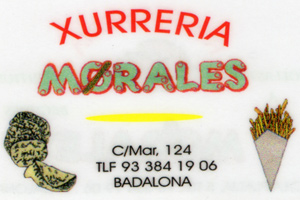 XURRERIA
MORALES
C/Mar, 124
TLF 93 384 19 06
BADALONA